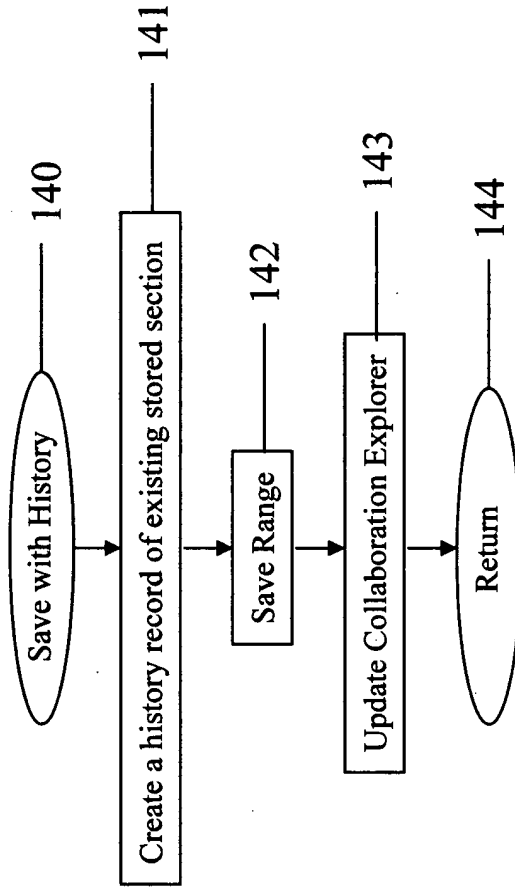 Save with History
140
Create a history record of existing stored section
141
Save Range
142
Update Collaboration Explorer
143
Return
144